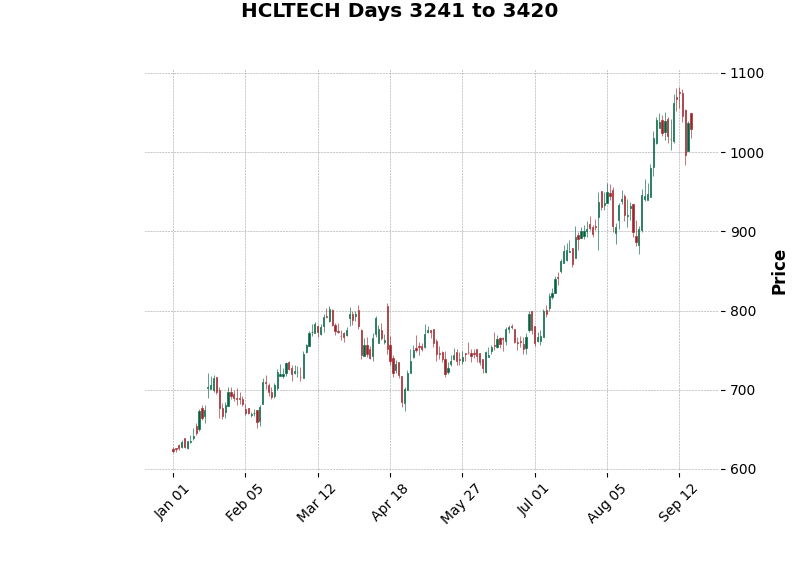 HCLTECH Days 3241 to 3420
1100
1000
900
800
700
600
Price
Jan 01
Feb 05
Mar 12
Apr 18
May 27
Jul 01
Aug 05
Sep 12